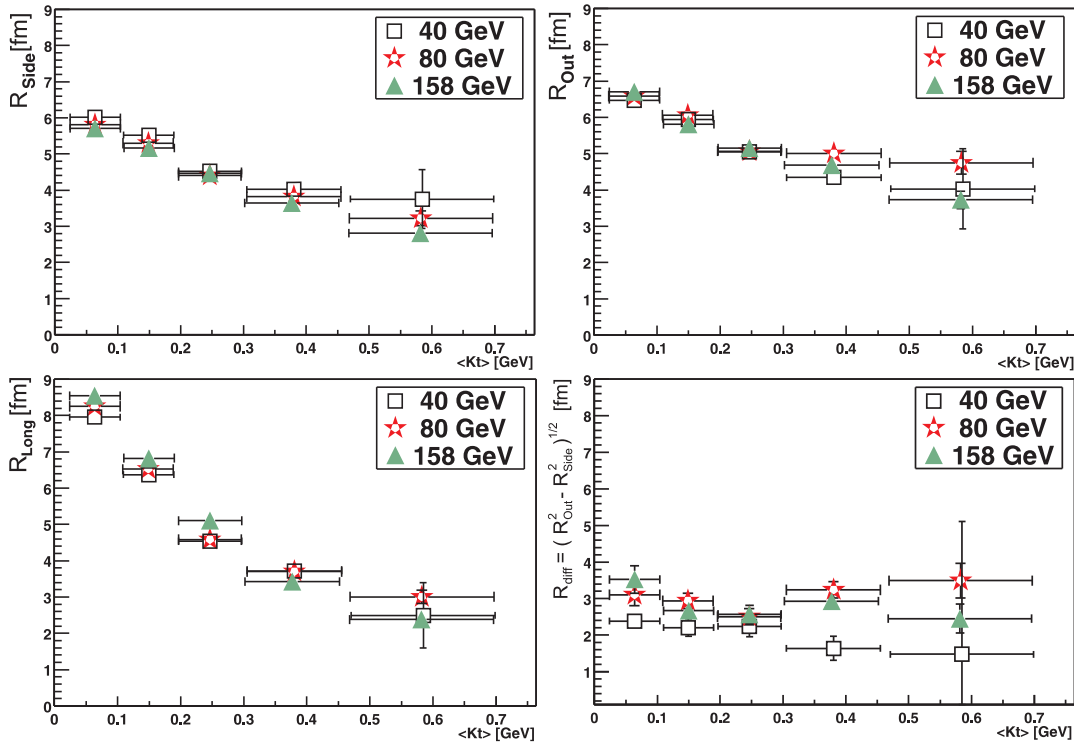 R_Side [fm]
9
8
7
6
5
4
3
2
1
0
40 GeV
80 GeV
158 GeV
0 0.1 0.2 0.3 0.4 0.5 0.6 0.7
<Kt> [GeV]
R_Out [fm]
9
8
7
6
5
4
3
2
1
0
40 GeV
80 GeV
158 GeV
0 0.1 0.2 0.3 0.4 0.5 0.6 0.7
<Kt> [GeV]
R_Long [fm]
9
8
7
6
5
4
3
2
1
0
40 GeV
80 GeV
158 GeV
0 0.1 0.2 0.3 0.4 0.5 0.6 0.7
<Kt> [GeV]
R_diff = ( R²_Out - R²_Side )^1/2 [fm]
9
8
7
6
5
4
3
2
1
40 GeV
80 GeV
158 GeV
0 0.1 0.2 0.3 0.4 0.5 0.6 0.7
<Kt> [GeV]